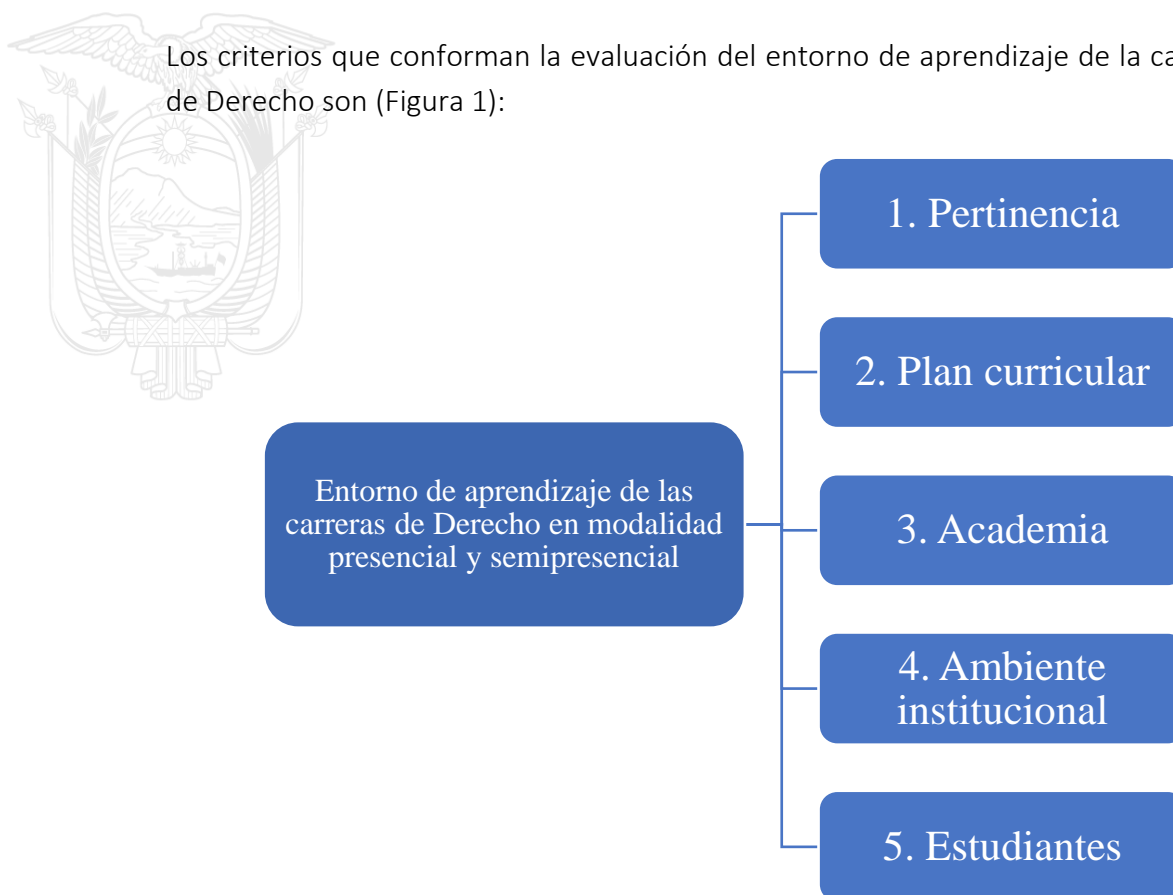 Los criterios que conforman la evaluación del entorno de aprendizaje de la
de Derecho son (Figura 1):
1. Pertinencia
2. Plan curricular
Entorno de aprendizaje de las
carreras de Derecho en modalidad
presencial y semipresencial
3. Academia
4. Ambiente
institucional
5. Estudiantes